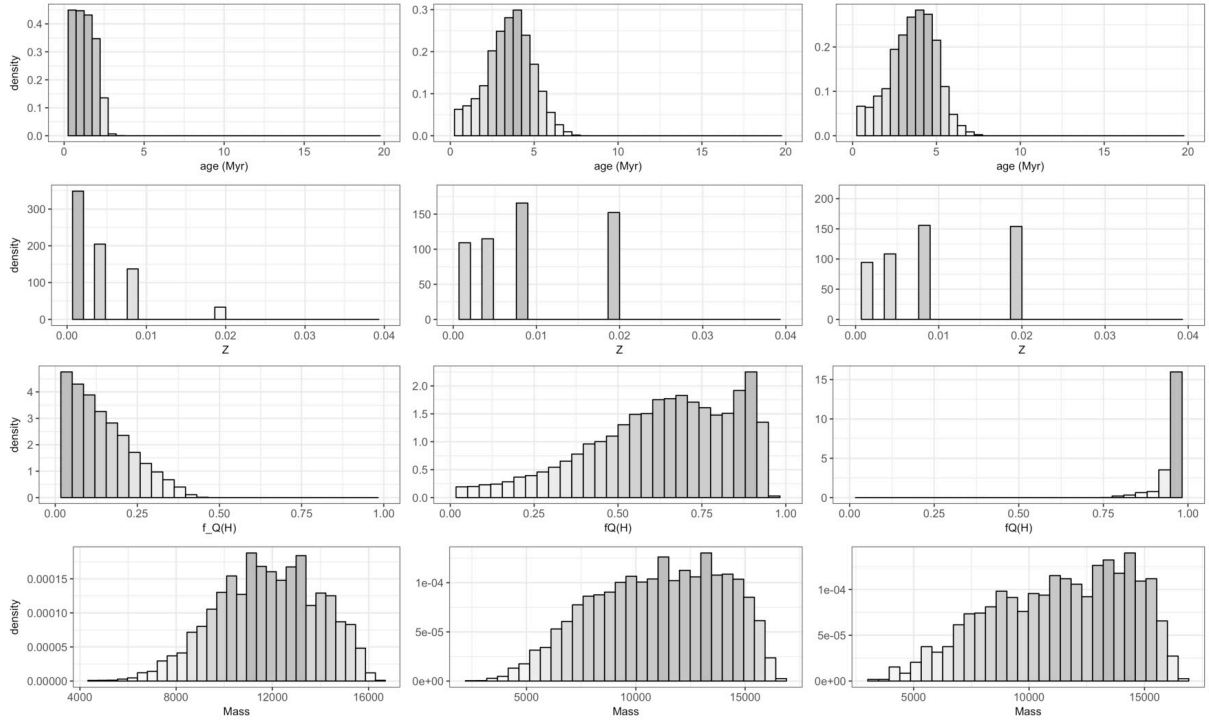 0.4
0.3
0.2
0.1
0.0
density
0 5 10 15 20
age (Myr)
0.3
0.2
0.1
0.0
0 5 10 15 20
age (Myr)
0.2
0.1
0.0
0 5 10 15 20
age (Myr)
300
200
100
0
density
0.00 0.01 0.02 0.03 0.04
Z
150
100
50
0
0.00 0.01 0.02 0.03 0.04
Z
200
150
100
50
0
0.00 0.01 0.02 0.03 0.04
Z
4
3
2
1
0
density
0.00 0.25 0.50 0.75 1.00
f_Q(H)
2.0
1.5
1.0
0.5
0.0
0.00 0.25 0.50 0.75 1.00
fQ(H)
15
10
5
0
0.00 0.25 0.50 0.75 1.00
fQ(H)
0.00015
0.00010
0.00005
0.00000
density
4000 8000 12000 16000
Mass
1e-04
5e-05
0e+00
5000 10000 15000
Mass
1e-04
5e-05
0e+00
5000 10000 15000
Mass